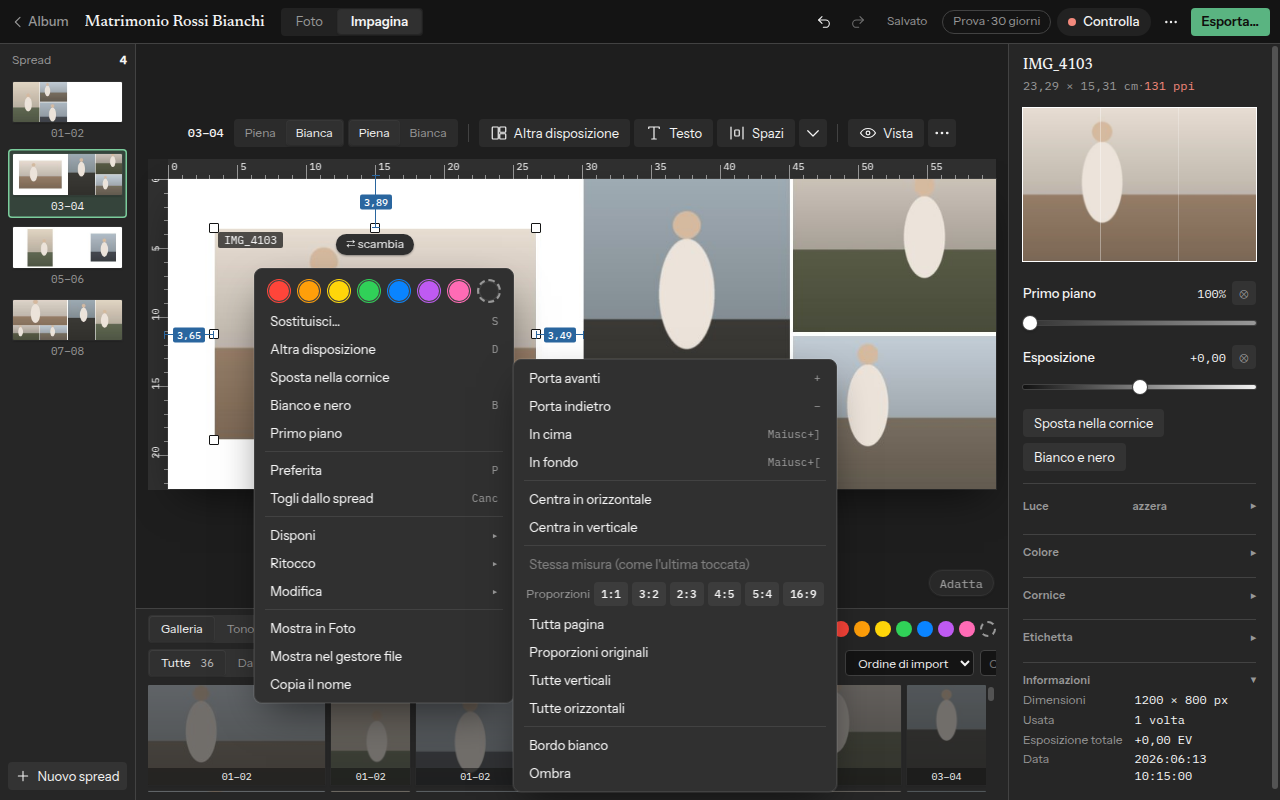 Album
Matrimonio Rossi Bianchi
Foto
Impagina
Salvato
Prova·30 giorni
Controlla
Esporta…
Spread 4
01–02
03–04
05–06
07–08
Nuovo spread
03–04
Piena
Bianca
Piena
Bianca
Altra disposizione
Testo
Spazi
Vista
0 5 10 15 20 25 30 35 40 45 50 55
0
5
10
15
20
3,89
IMG_4103
scambia
3,65
3,49
Sostituisci… S
Altra disposizione D
Sposta nella cornice
Bianco e nero B
Primo piano
Preferita P
Togli dallo spread Canc
Disponi
Ritocco
Modifica
Mostra in Foto
Mostra nel gestore file
Copia il nome
Porta avanti +
Porta indietro −
In cima Maiusc+]
In fondo Maiusc+[
Centra in orizzontale
Centra in verticale
Stessa misura (come l'ultima toccata)
Proporzioni 1:1 3:2 2:3 4:5 5:4 16:9
Tutta pagina
Proporzioni originali
Tutte verticali
Tutte orizzontali
Bordo bianco
Ombra
Adatta
Galleria
Tono
Tutte 36
Da
Ordine di import
01–02
01–02
01–02
03–04
IMG_4103
23,29 × 15,31 cm·131 ppi
Primo piano 100%
Esposizione +0,00
Sposta nella cornice
Bianco e nero
Luce azzera
Colore
Cornice
Etichetta
Informazioni
Dimensioni 1200 × 800 px
Usata 1 volta
Esposizione totale +0,00 EV
Data 2026:06:13
10:15:00